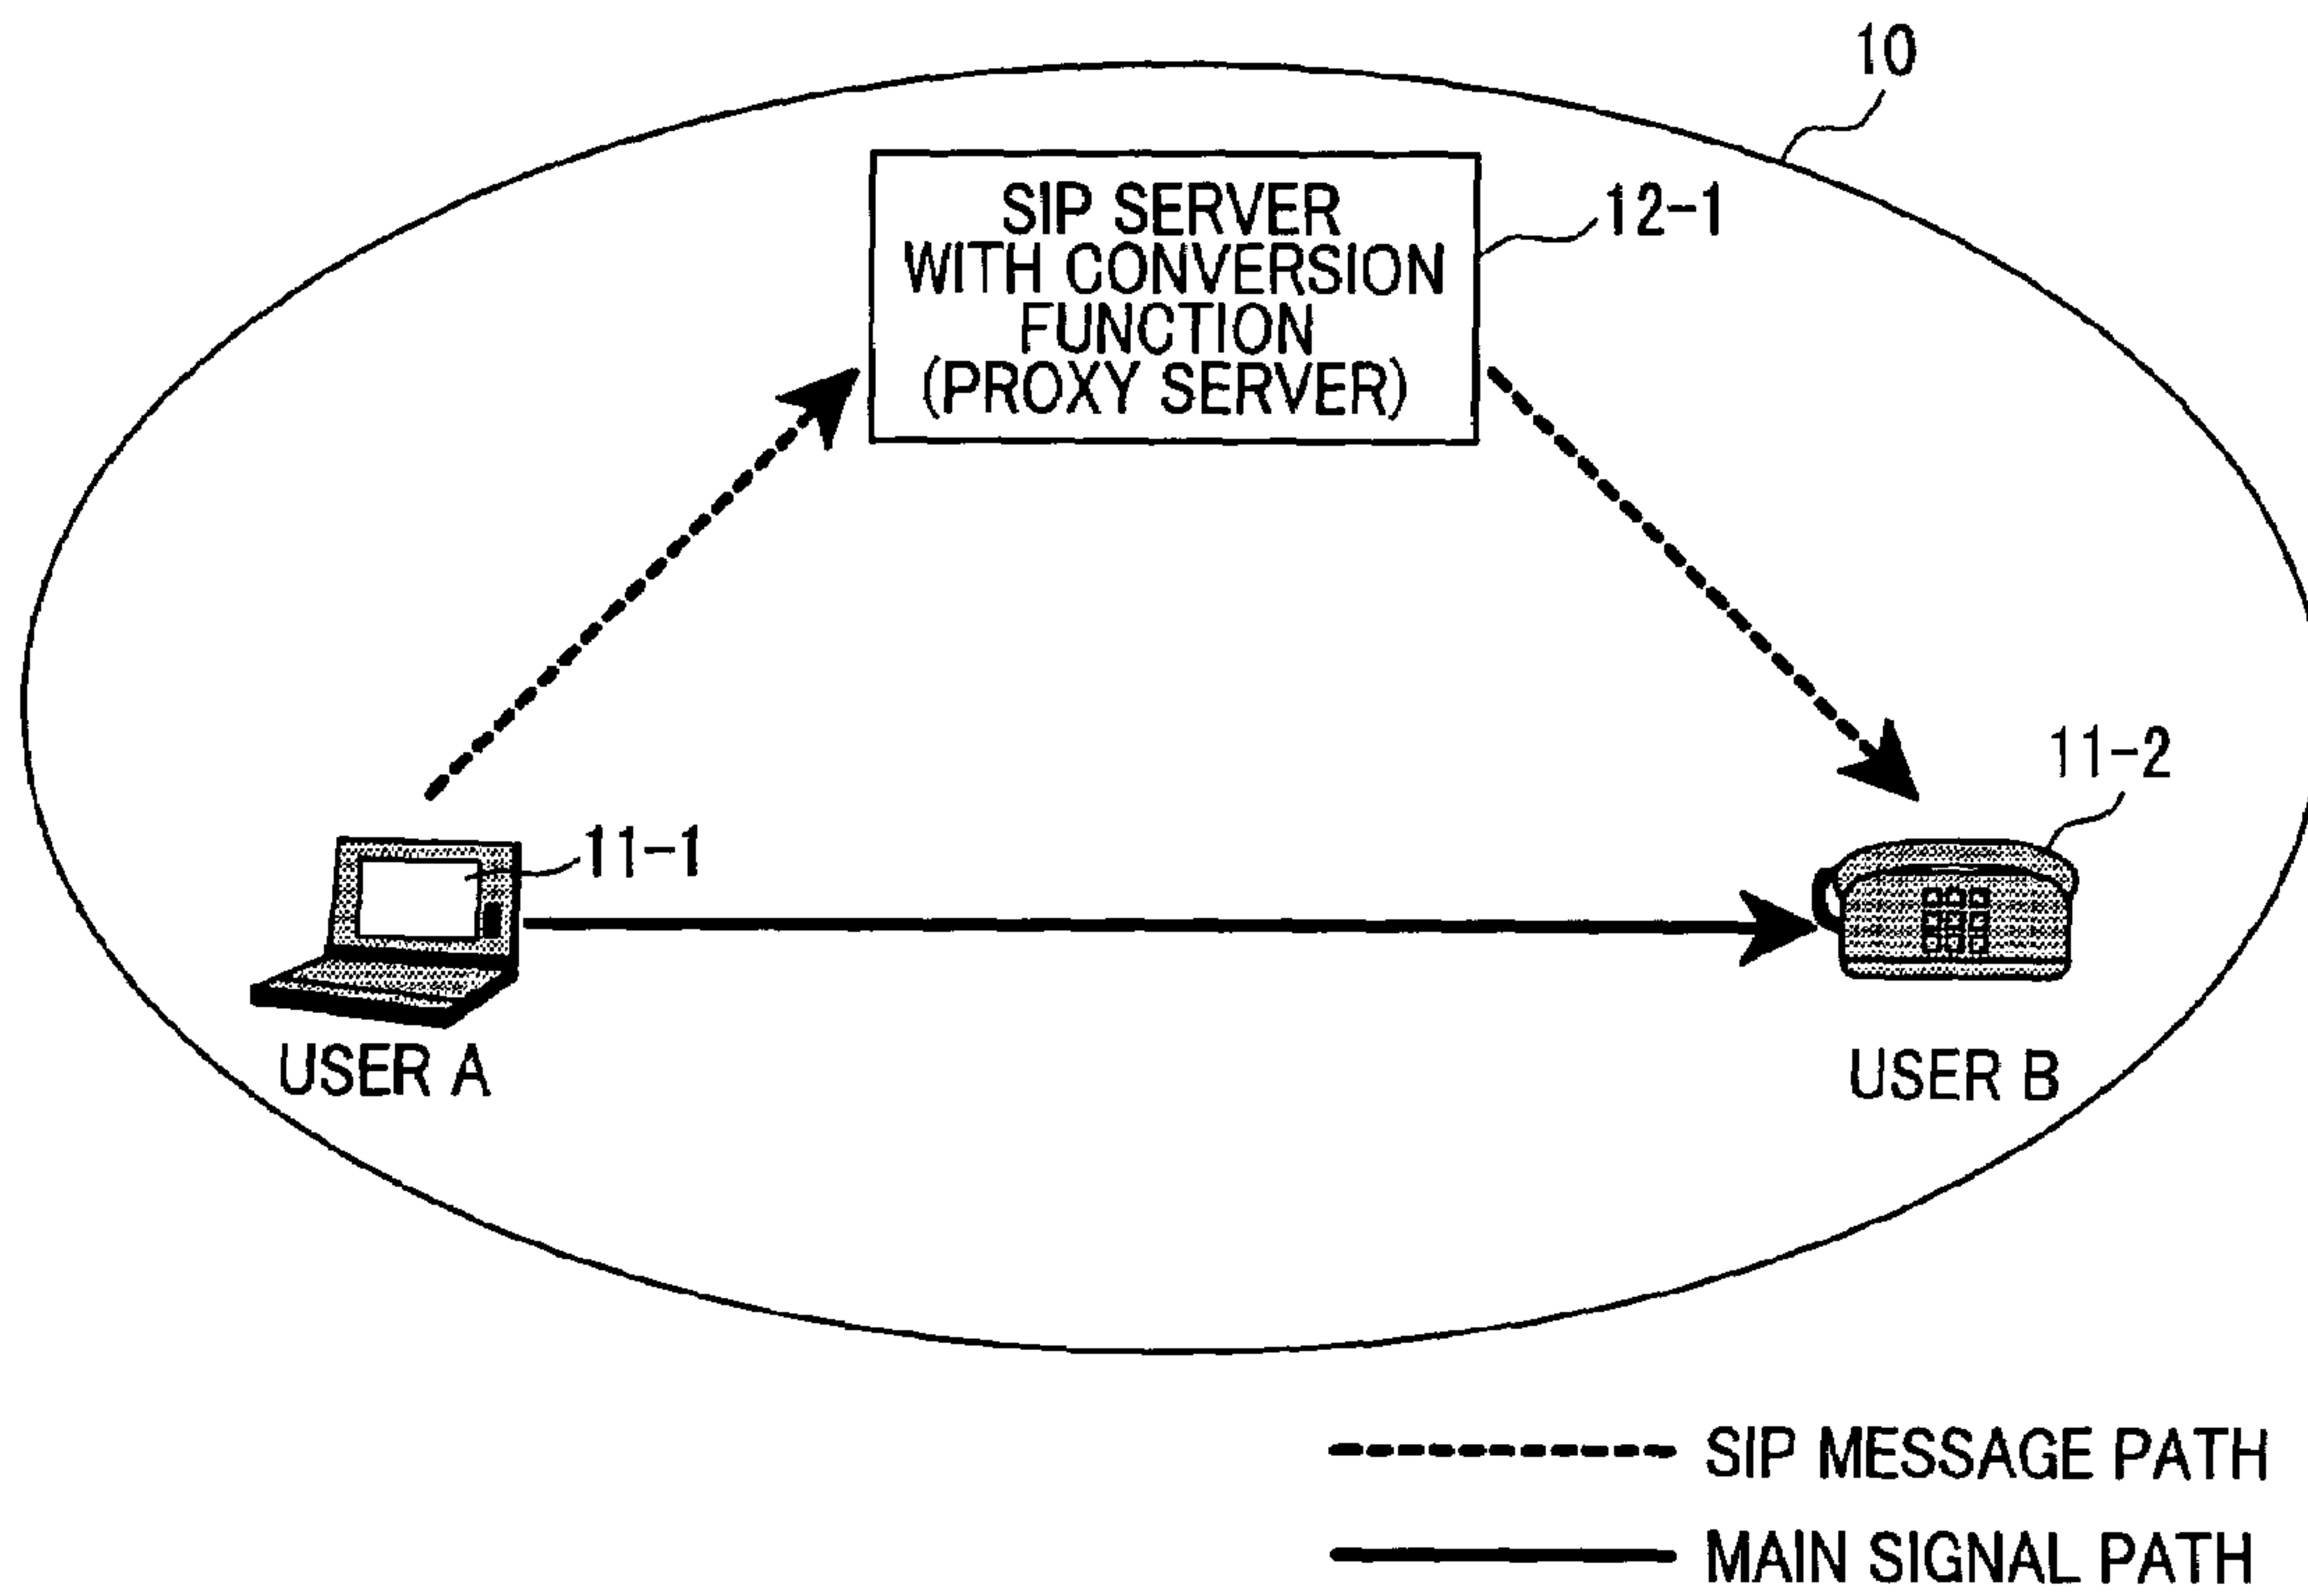 10
SIP SERVER
WITH CONVERSION
FUNCTION
(PROXY SERVER)
12-1
11-2
11-1
USER A
USER B
SIP MESSAGE PATH
MAIN SIGNAL PATH